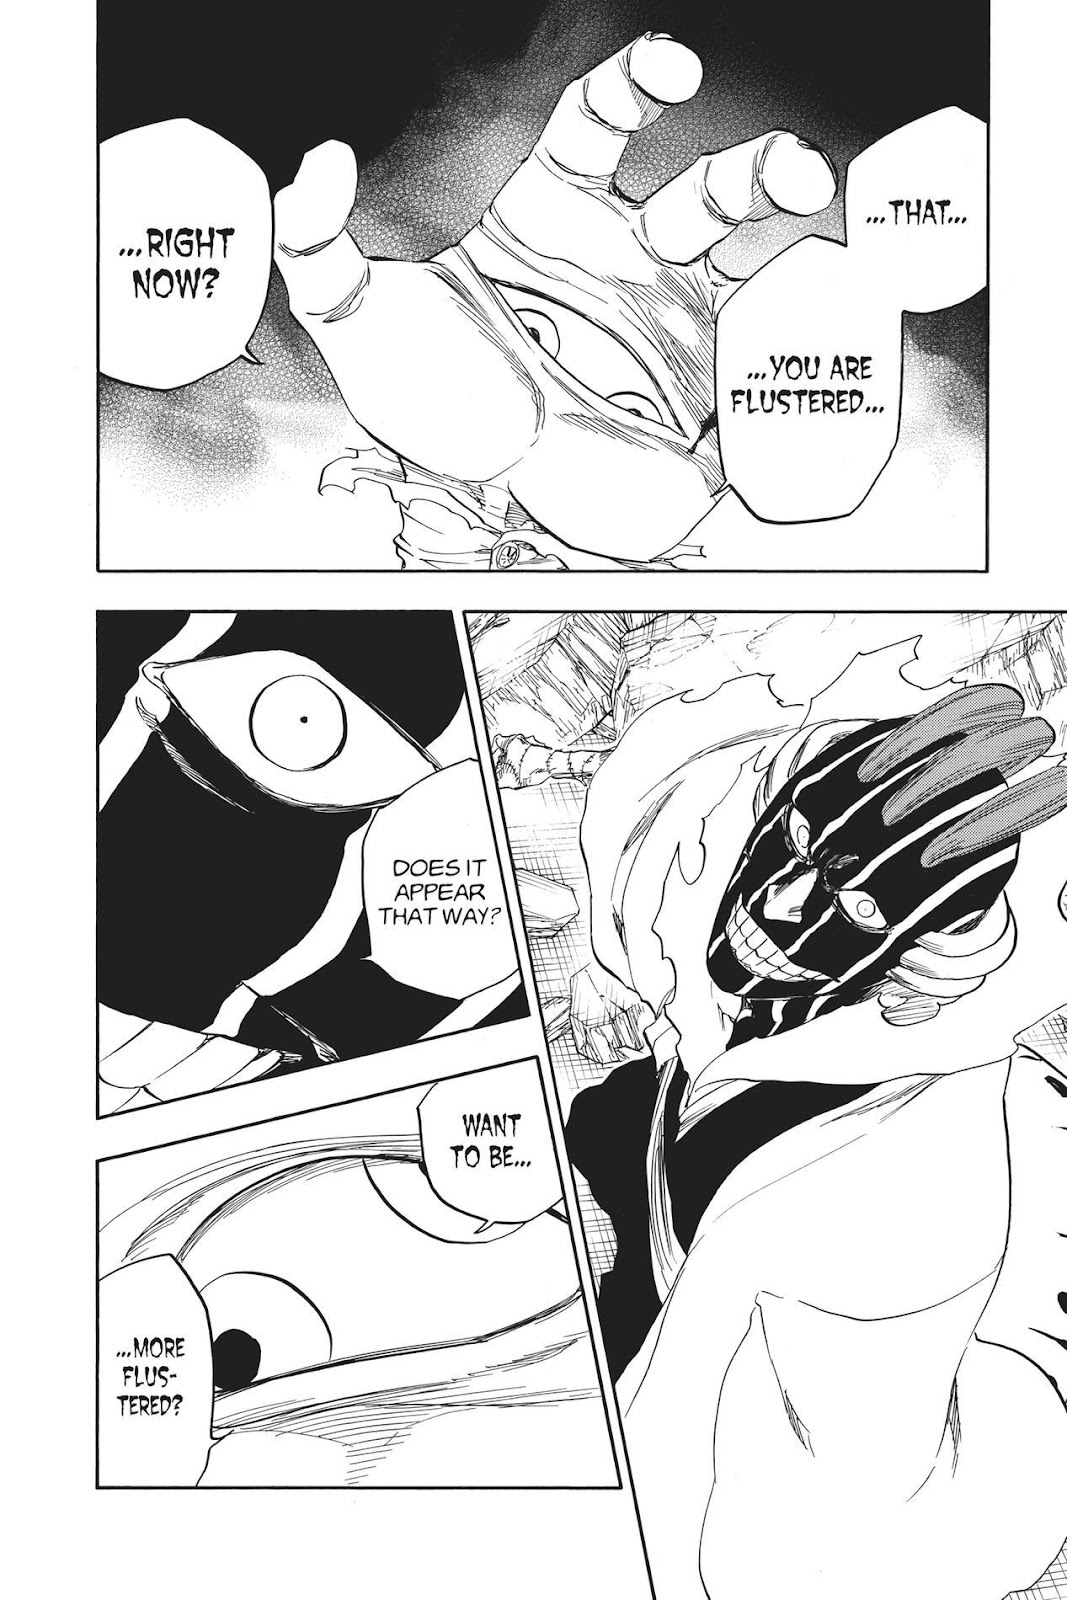 ...THAT...
...YOU ARE
FLUSTERED...
...RIGHT
NOW?
DOES IT
APPEAR
THAT WAY?
WANT
TO BE...
...MORE
FLUS-
TERED?